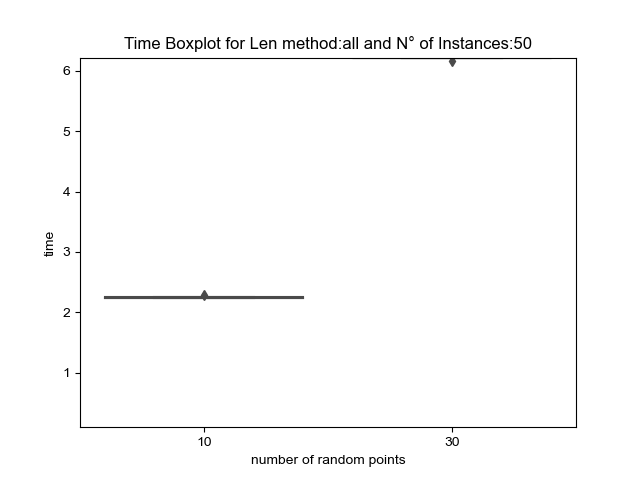 Time Boxplot for Len method:all and N° of Instances:50
6
5
4
3
2
1
time
10
30
number of random points